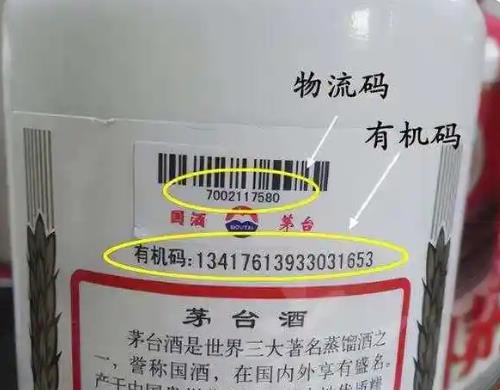 物流码
有机码
7002117580
国酒 MOUTAI 茅台
有机码:13417613933031653
茅台酒
茅台酒是世界三大著名蒸馏酒之
一，誉称国酒，在国内外享有盛名。